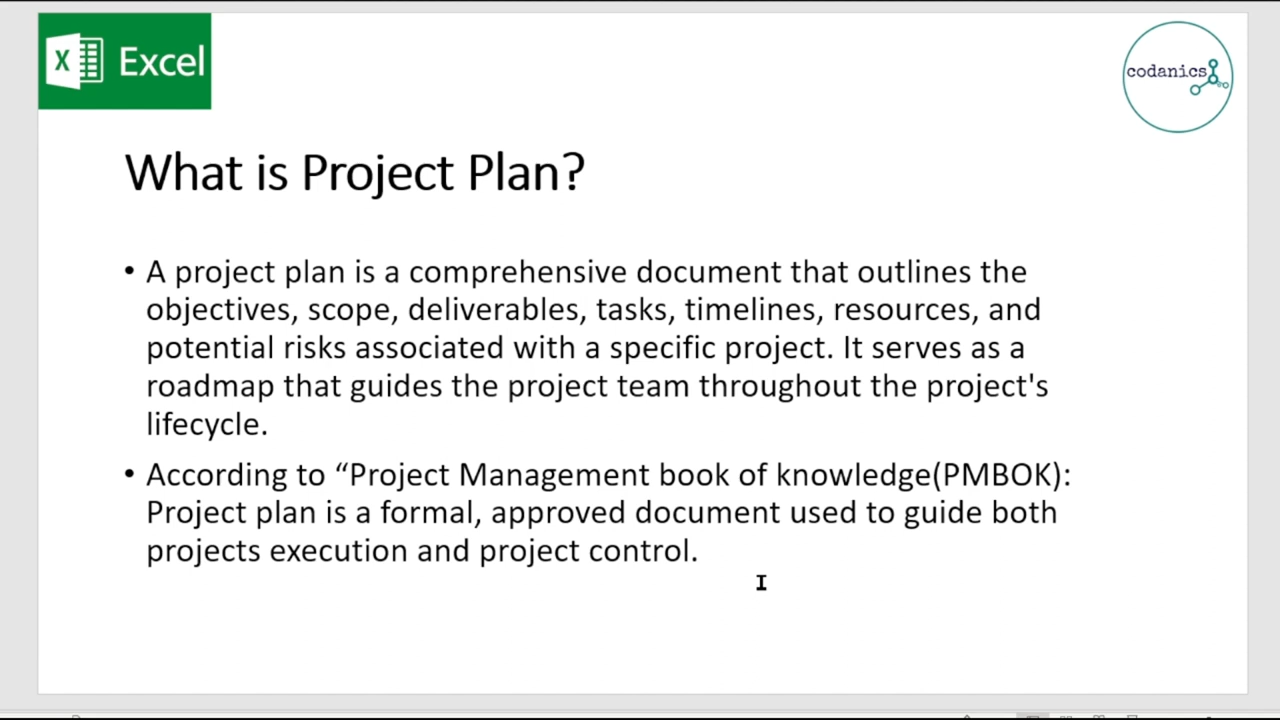 X Excel
codanics
What is Project Plan?
• A project plan is a comprehensive document that outlines the
objectives, scope, deliverables, tasks, timelines, resources, and
potential risks associated with a specific project. It serves as a
roadmap that guides the project team throughout the project's
lifecycle.
• According to “Project Management book of knowledge(PMBOK):
Project plan is a formal, approved document used to guide both
projects execution and project control.